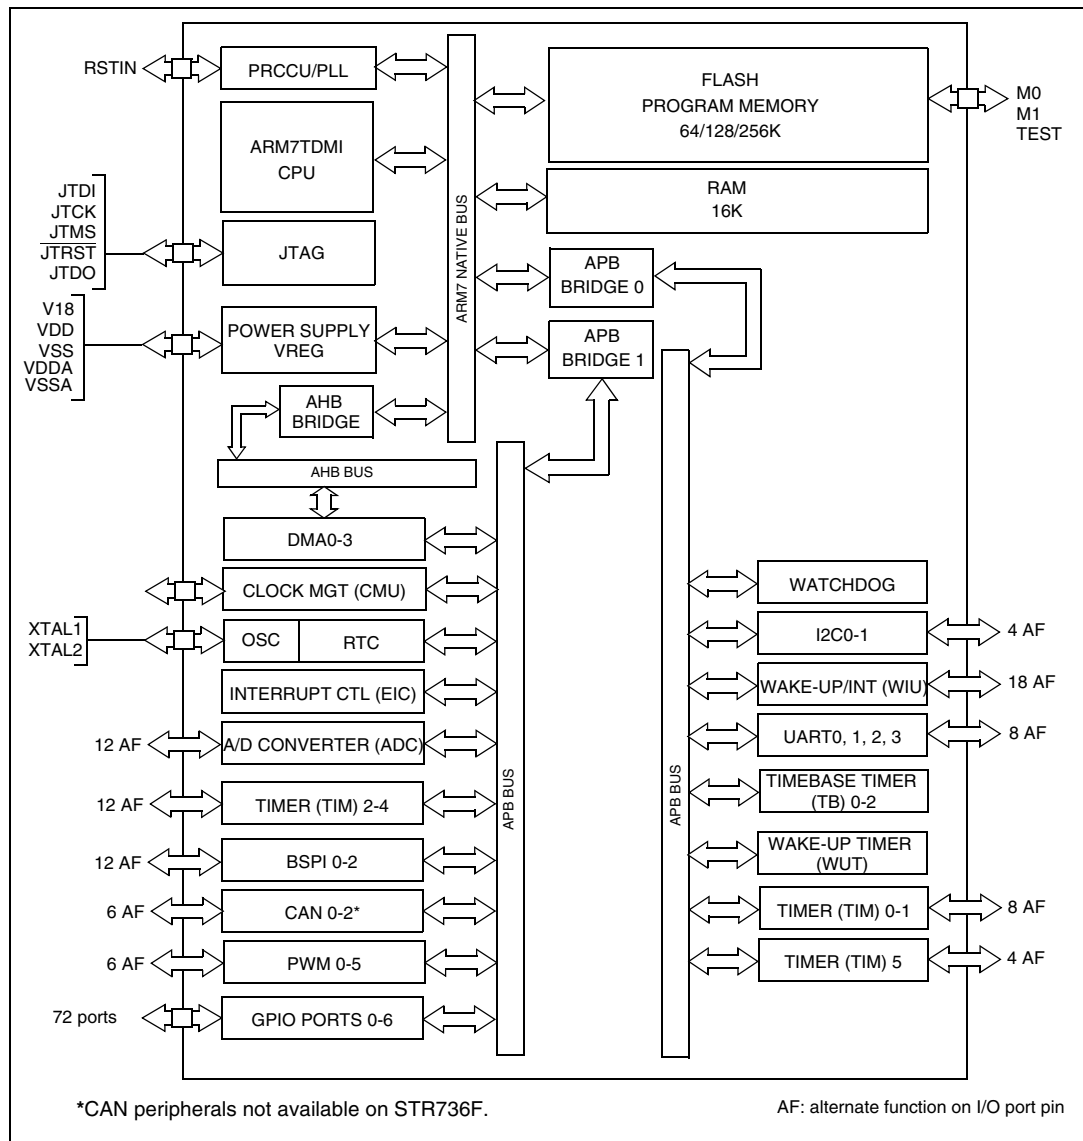 RSTIN
PRCCU/PLL
FLASH
PROGRAM MEMORY
64/128/256K
M0
M1
TEST
ARM7TDMI
CPU
RAM
16K
JTDI
JTCK
JTMS
JTRST
JTDO
JTAG
ARM7 NATIVE BUS
APB
BRIDGE 0
V18
VDD
VSS
VDDA
VSSA
POWER SUPPLY
VREG
APB
BRIDGE 1
AHB
BRIDGE
AHB BUS
DMA0-3
CLOCK MGT (CMU)
XTAL1
XTAL2
OSC
RTC
INTERRUPT CTL (EIC)
12 AF
A/D CONVERTER (ADC)
12 AF
TIMER (TIM) 2-4
12 AF
BSPI 0-2
6 AF
CAN 0-2*
6 AF
PWM 0-5
72 ports
GPIO PORTS 0-6
APB BUS
APB BUS
WATCHDOG
I2C0-1
4 AF
WAKE-UP/INT (WIU)
18 AF
UART0, 1, 2, 3
8 AF
TIMEBASE TIMER
(TB) 0-2
WAKE-UP TIMER
(WUT)
TIMER (TIM) 0-1
8 AF
TIMER (TIM) 5
4 AF
*CAN peripherals not available on STR736F.
AF: alternate function on I/O port pin